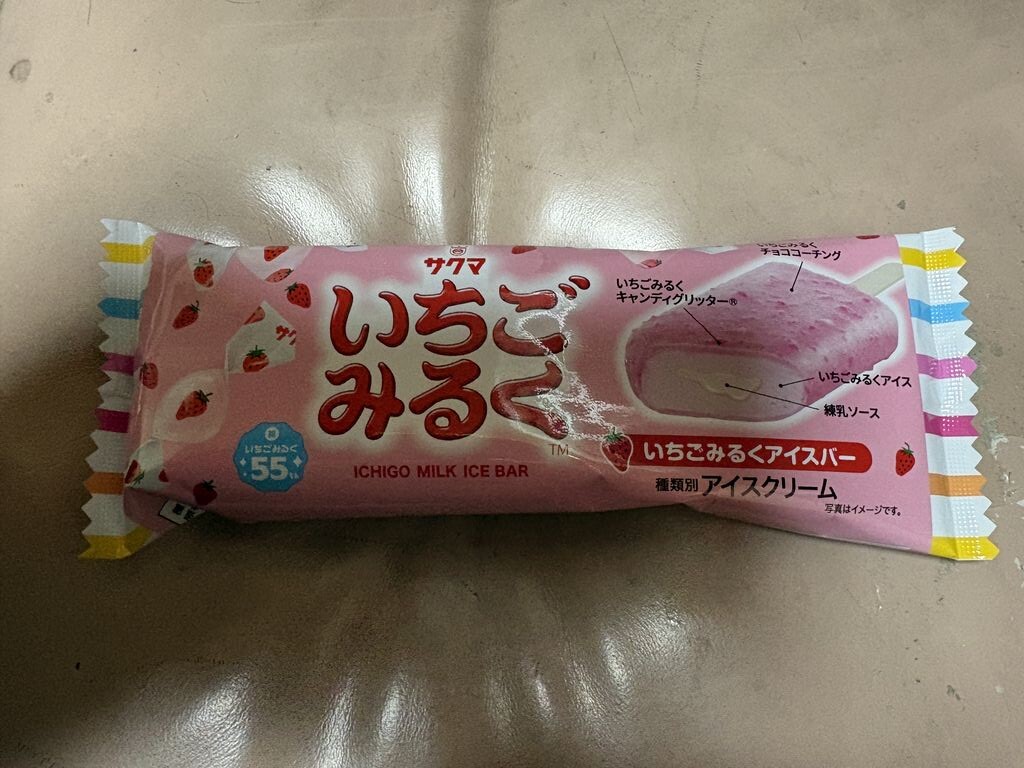 サクマ
いちご
みるく
TM
ICHIGO MILK ICE BAR
いちごみるく
55
th
いちごみるく
チョココーチング
いちごみるく
キャンディグリッター®
いちごみるくアイス
練乳ソース
いちごみるくアイスバー
種類別 アイスクリーム
写真はイメージです。